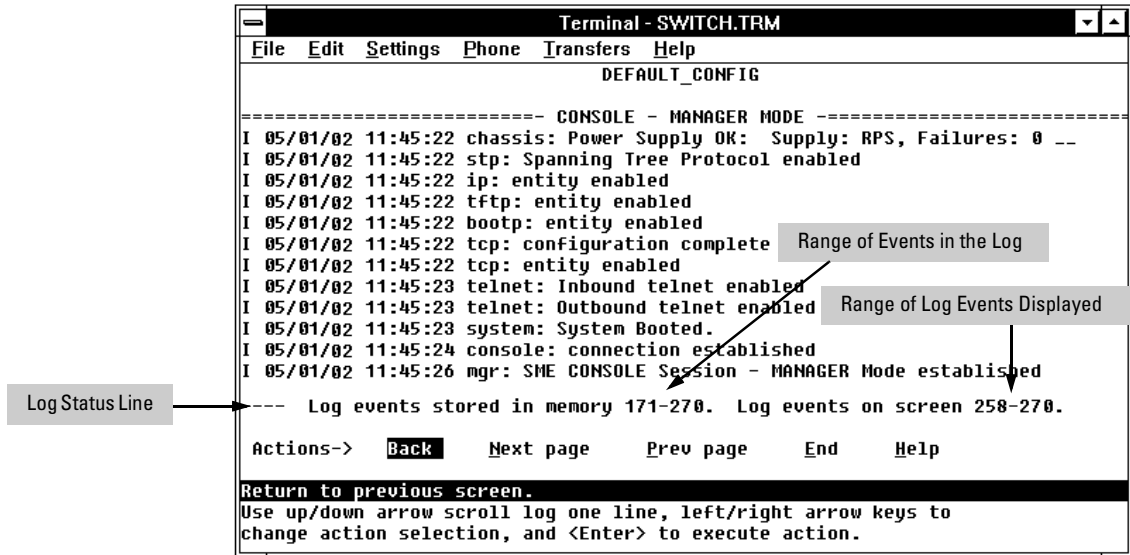 Terminal - SWITCH.TRM
File Edit Settings Phone Transfers Help
DEFAULT_CONFIG
==========================- CONSOLE - MANAGER MODE -===========================
I 05/01/02 11:45:22 chassis: Power Supply OK: Supply: RPS, Failures: 0 --
I 05/01/02 11:45:22 stp: Spanning Tree Protocol enabled
I 05/01/02 11:45:22 ip: entity enabled
I 05/01/02 11:45:22 tftp: entity enabled
I 05/01/02 11:45:22 bootp: entity enabled
I 05/01/02 11:45:22 tcp: configuration complete
Range of Events in the Log
I 05/01/02 11:45:22 tcp: entity enabled
I 05/01/02 11:45:23 telnet: Inbound telnet enabled
I 05/01/02 11:45:23 telnet: Outbound telnet enabled
Range of Log Events Displayed
I 05/01/02 11:45:23 system: System Booted.
I 05/01/02 11:45:24 console: connection established
I 05/01/02 11:45:26 mgr: SME CONSOLE Session - MANAGER Mode established
Log Status Line
---- Log events stored in memory 171-270. Log events on screen 258-270.
Actions-> Back Next page Prev page End Help
Return to previous screen.
Use up/down arrow scroll log one line, left/right arrow keys to
change action selection, and <Enter> to execute action.